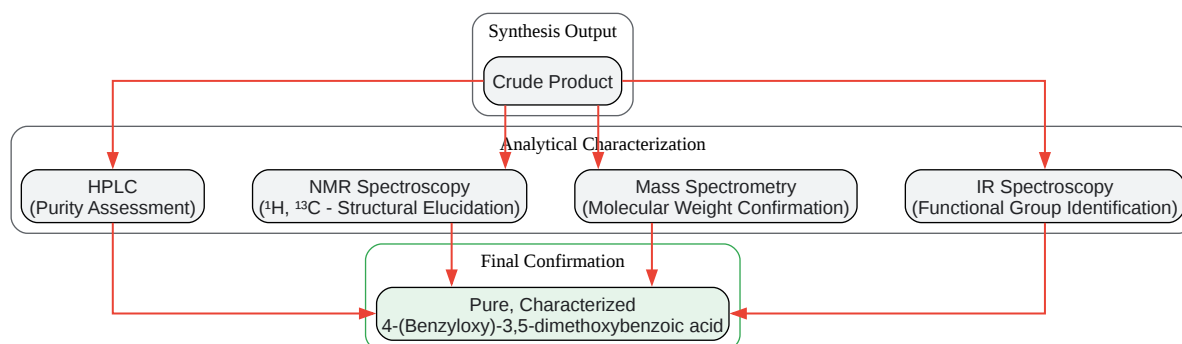 Synthesis Output
Crude Product
Analytical Characterization
HPLC
(Purity Assessment)
NMR Spectroscopy
(¹H, ¹³C - Structural Elucidation)
Mass Spectrometry
(Molecular Weight Confirmation)
IR Spectroscopy
(Functional Group Identification)
Final Confirmation
Pure, Characterized
4-(Benzyloxy)-3,5-dimethoxybenzoic acid